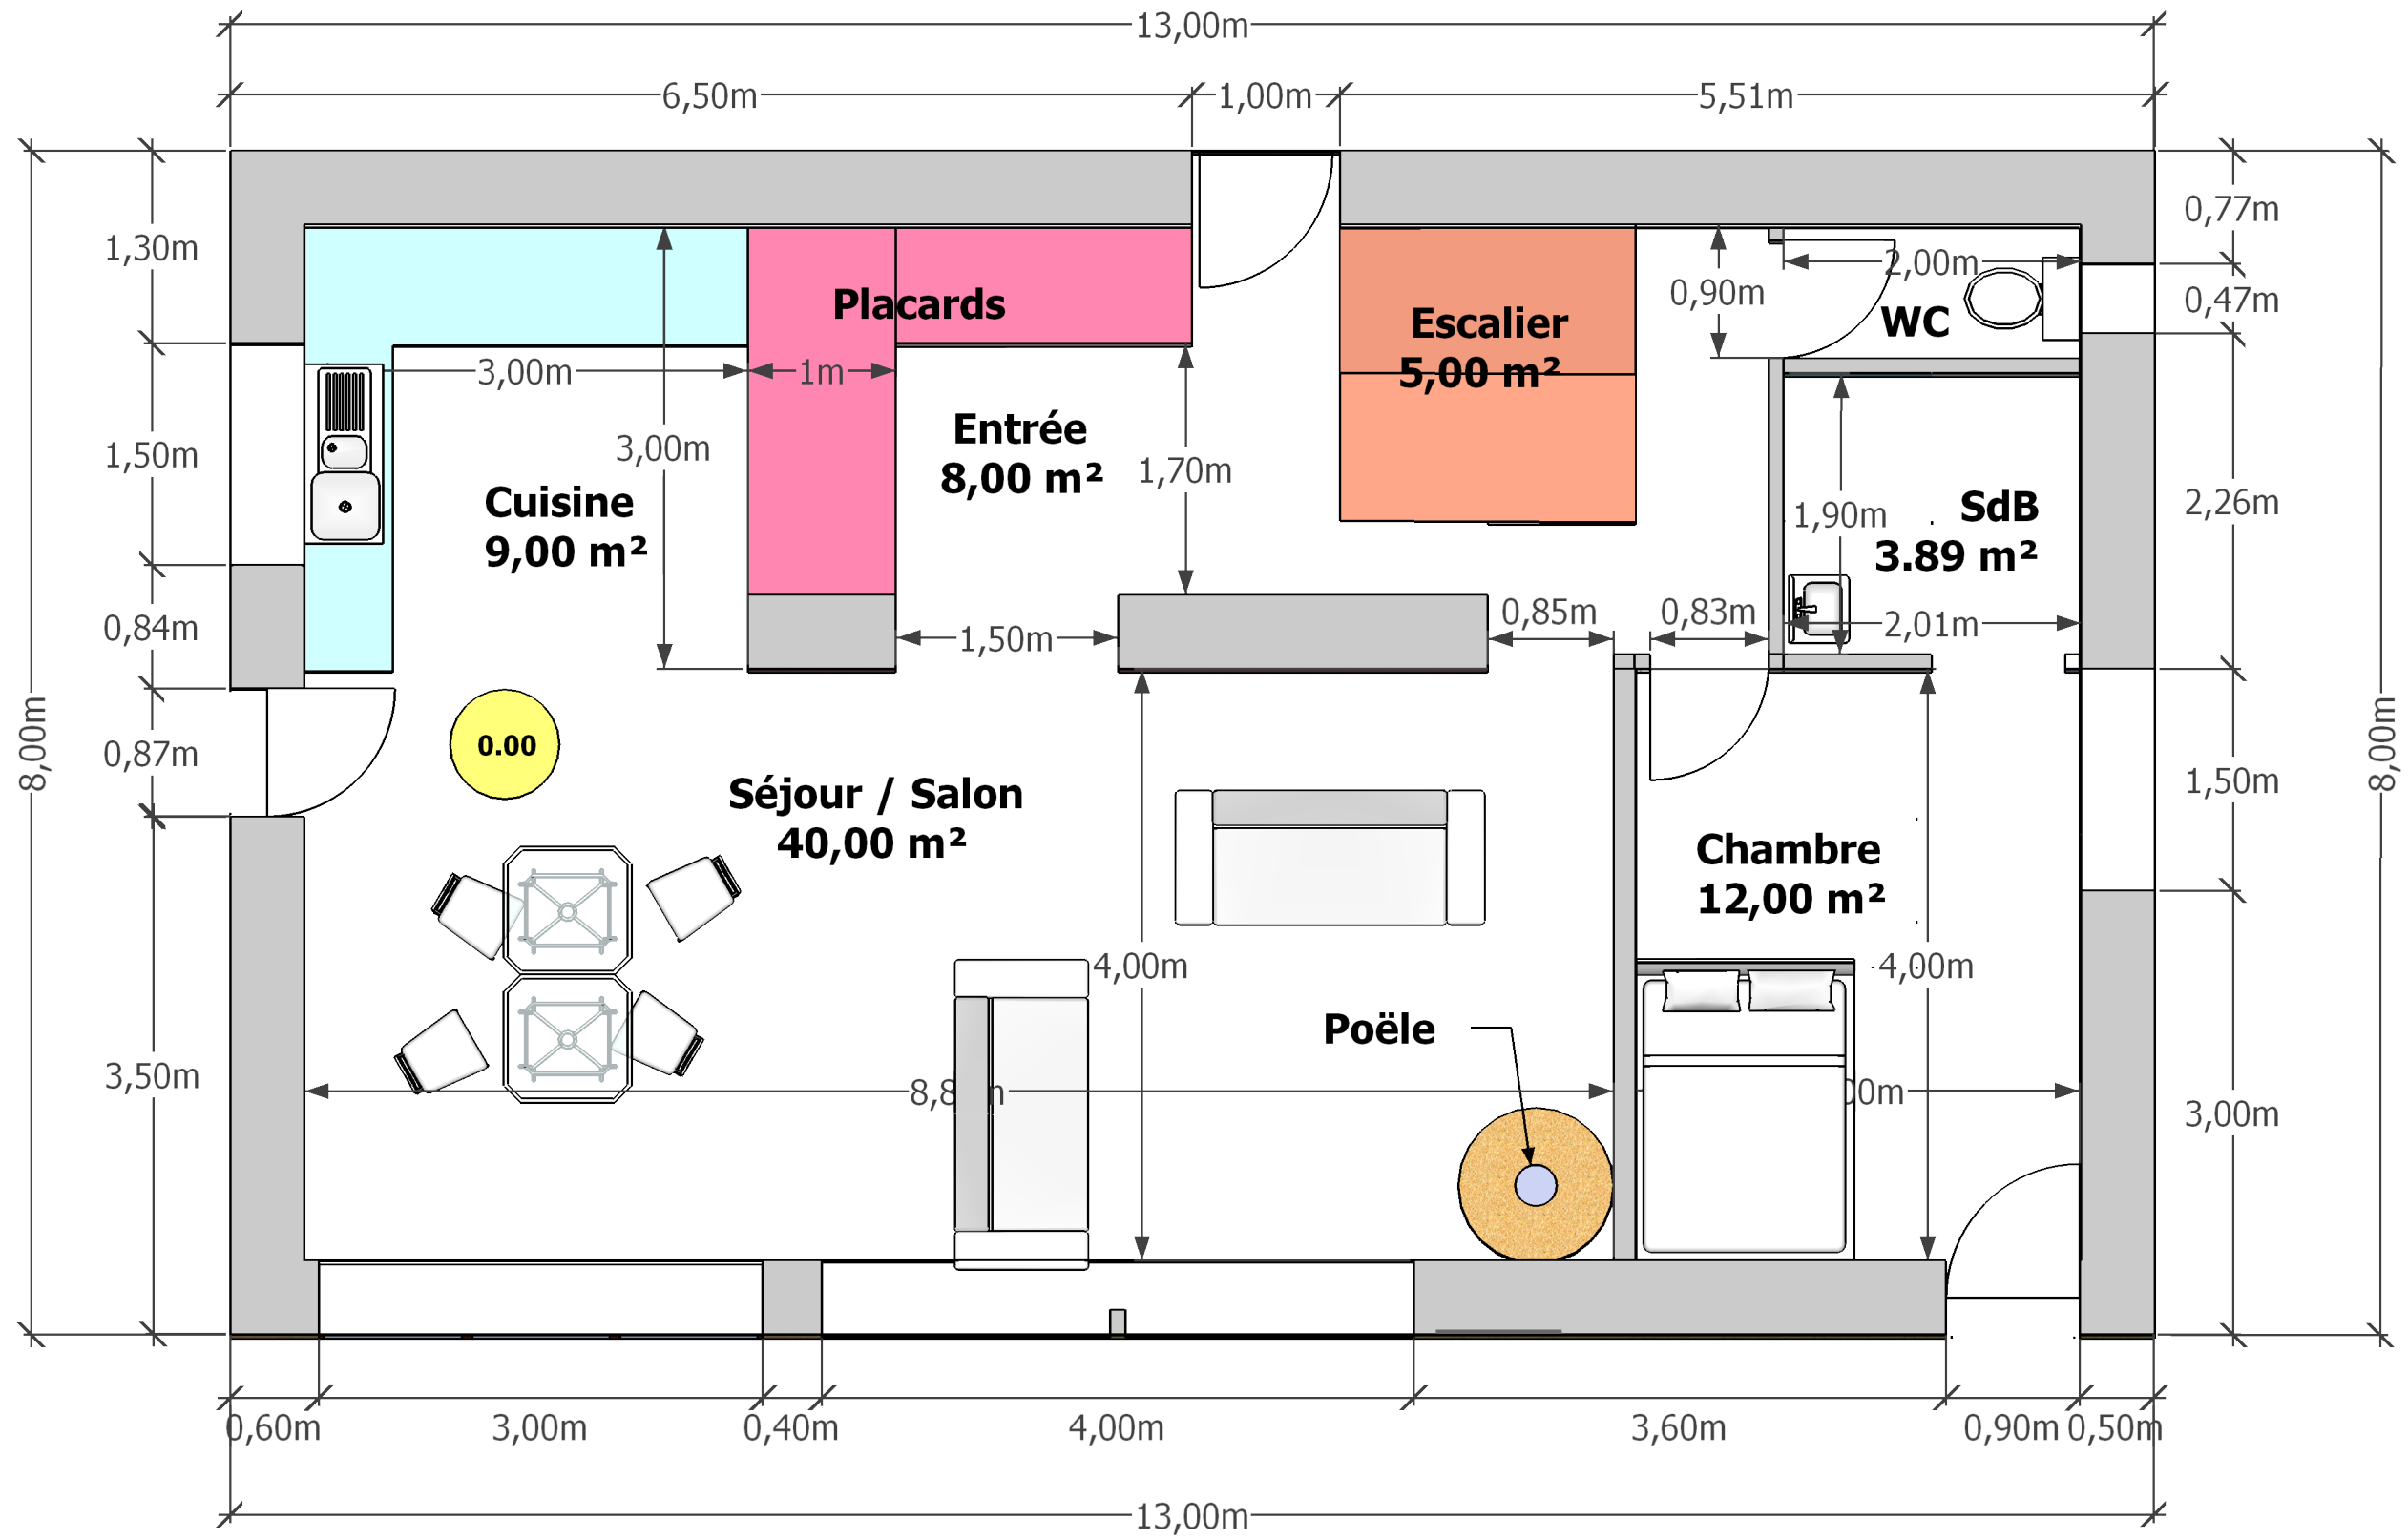 13,00m
6,50m
1,00m
5,51m
1,30m
1,50m
0,84m
0,87m
3,50m
8,00m
Placards
3,00m
1m
3,00m
Cuisine
9,00 m²
Entrée
8,00 m²
1,70m
Escalier
5,00 m²
0,90m
2,00m
WC
1,90m
SdB
3.89 m²
2,01m
1,50m
0,85m
0,83m
0.00
Séjour / Salon
40,00 m²
4,00m
Chambre
12,00 m²
4,00m
Poële
0,77m
0,47m
2,26m
1,50m
3,00m
8,00m
0,60m
3,00m
0,40m
4,00m
3,60m
0,90m
0,50m
13,00m